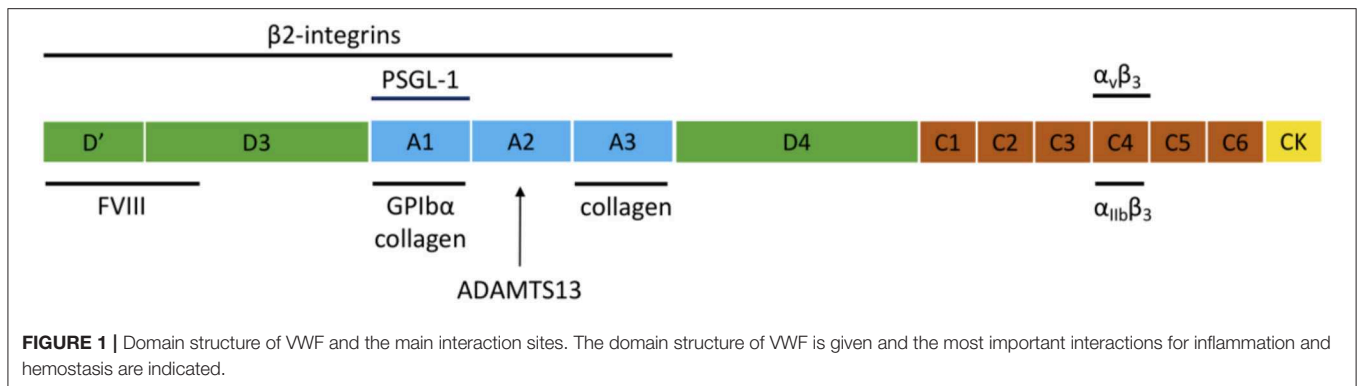 β2-integrins
PSGL-1
αvβ3
D’ D3 A1 A2 A3 D4 C1 C2 C3 C4 C5 C6 CK
FVIII GPIbα collagen αIIbβ3
collagen
ADAMTS13
FIGURE 1 | Domain structure of VWF and the main interaction sites. The domain structure of VWF is given and the most important interactions for inflammation and
hemostasis are indicated.